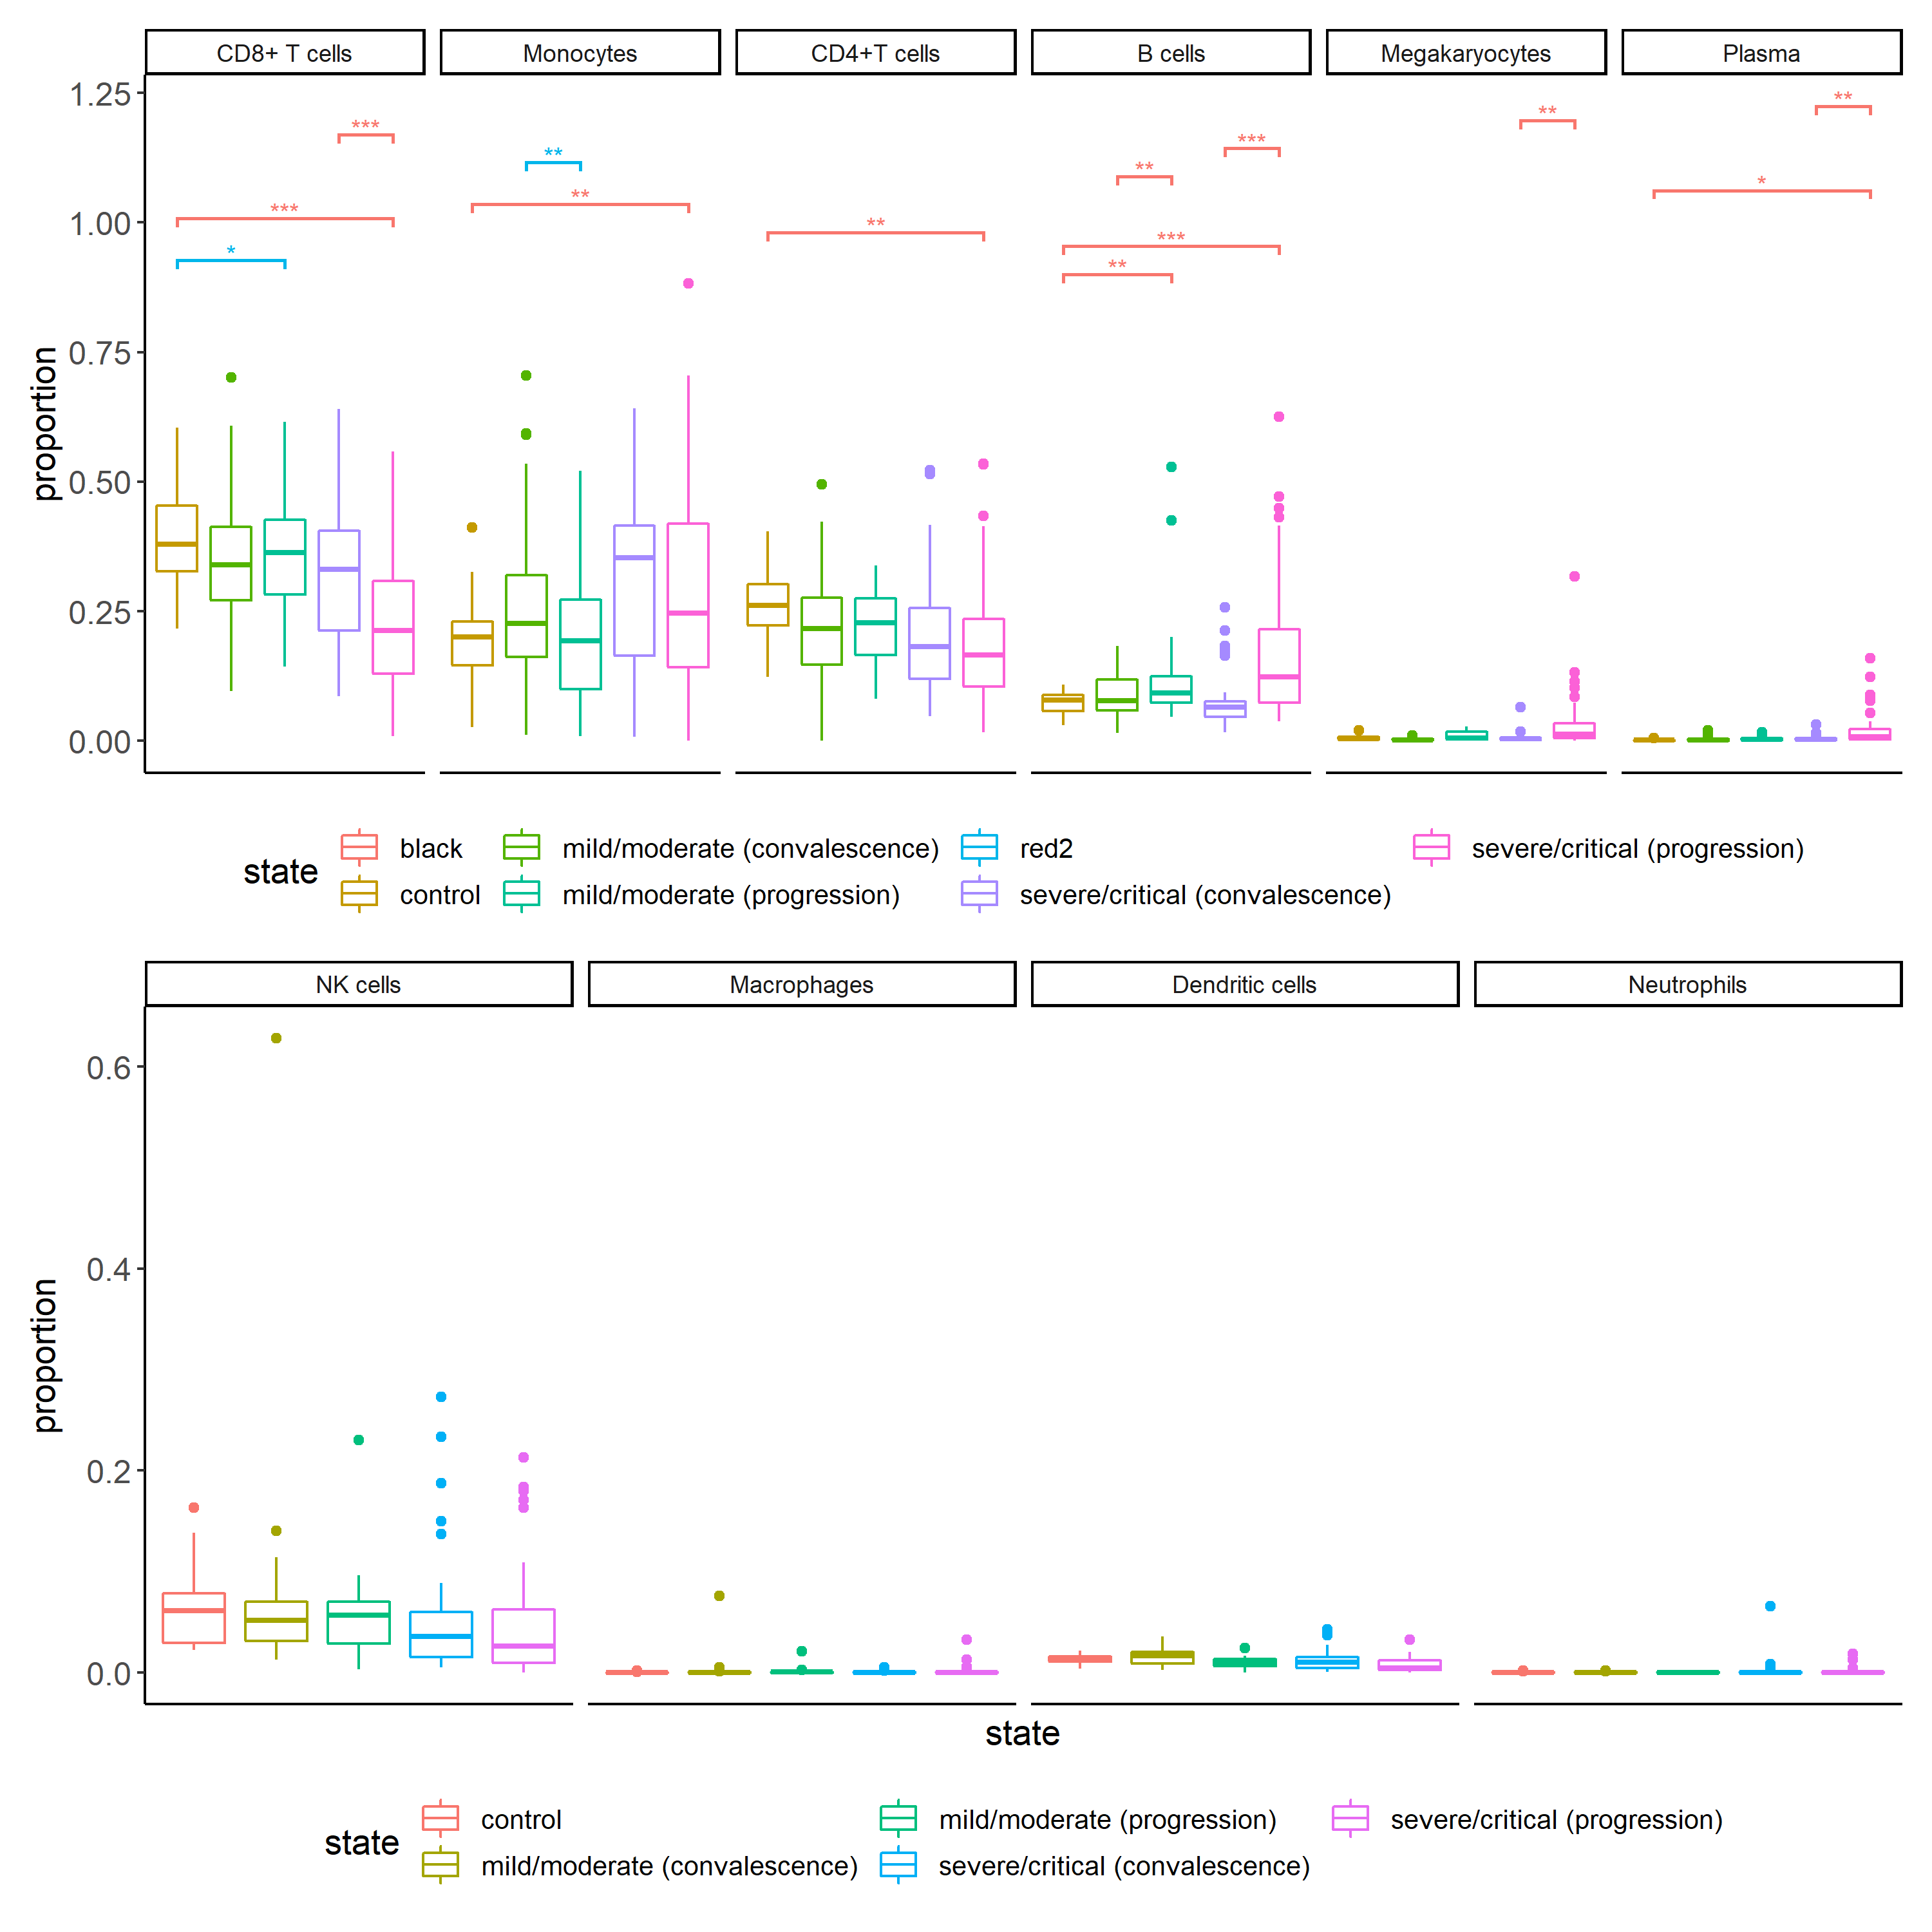 CD8+ T cells Monocytes CD4+T cells B cells Megakaryocytes Plasma
1.25
1.00
0.75
0.50
0.25
0.00
proportion
*** ** ** *** ** **
*** ** ** *** *
* **
state
black mild/moderate (convalescence) red2 severe/critical (progression)
control mild/moderate (progression) severe/critical (convalescence)
NK cells Macrophages Dendritic cells Neutrophils
0.6
0.4
0.2
0.0
proportion
state
state
control mild/moderate (progression) severe/critical (progression)
mild/moderate (convalescence) severe/critical (convalescence)